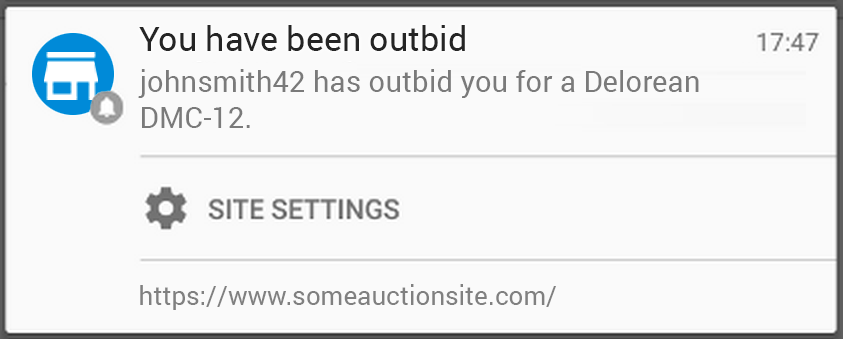 You have been outbid
17:47
johnsmith42 has outbid you for a Delorean
DMC-12.
SITE SETTINGS
https://www.someauctionsite.com/